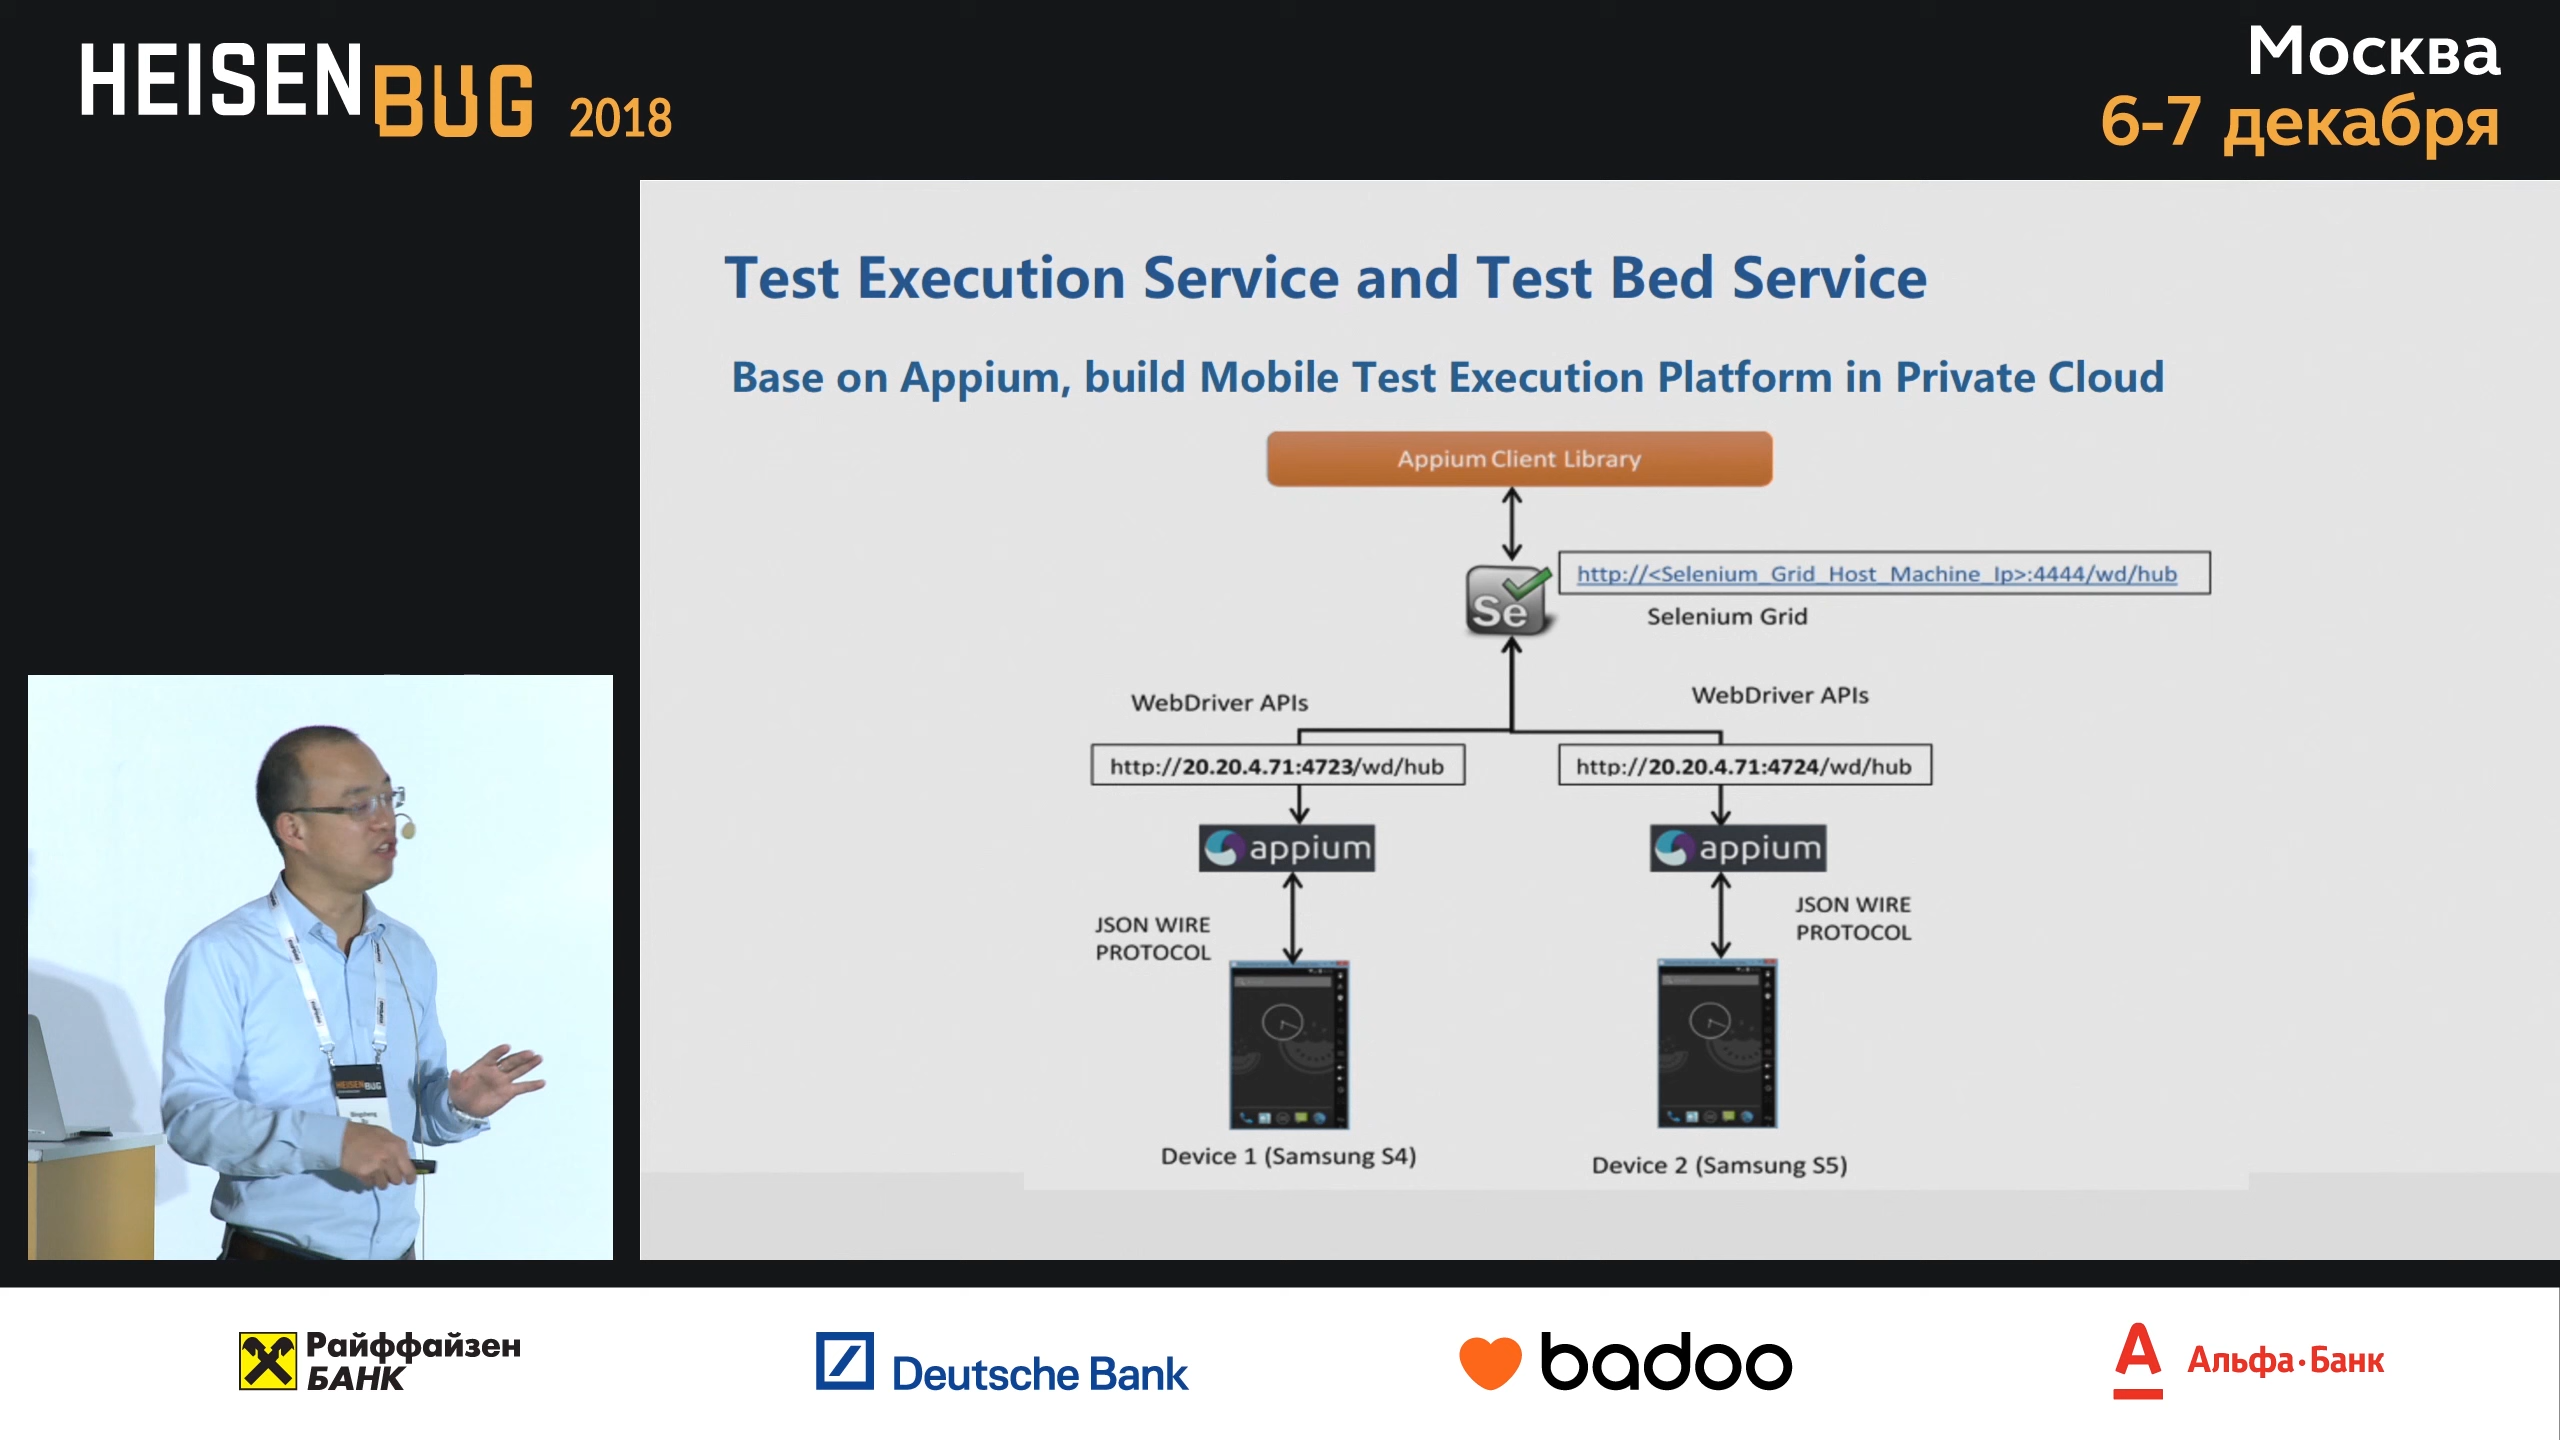 HEISENBUG 2018
Москва
6-7 декабря
Test Execution Service and Test Bed Service
Base on Appium, build Mobile Test Execution Platform in Private Cloud
Appium Client Library
http://<Selenium_Grid_Host_Machine_Ip>:4444/wd/hub
Se
Selenium Grid
WebDriver APIs
WebDriver APIs
http://20.20.4.71:4723/wd/hub
http://20.20.4.71:4724/wd/hub
appium
appium
JSON WIRE
PROTOCOL
JSON WIRE
PROTOCOL
Device 1 (Samsung S4)
Device 2 (Samsung S5)
HEISENBUG
Райффайзен
БАНК
Deutsche Bank
badoo
Альфа·Банк